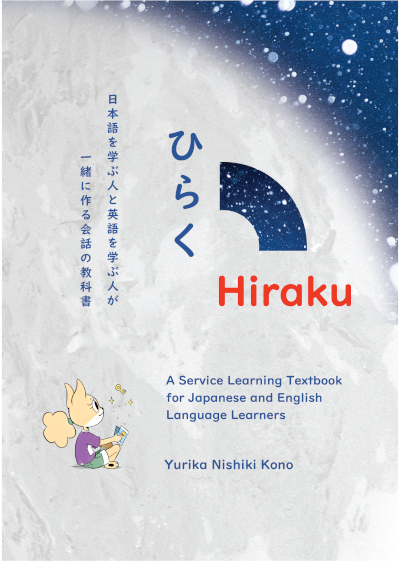 日本語を学ぶ人と英語を学ぶ人が
一緒に作る会話の教科書
ひらく
Hiraku
A Service Learning Textbook
for Japanese and English
Language Learners
Yurika Nishiki Kono